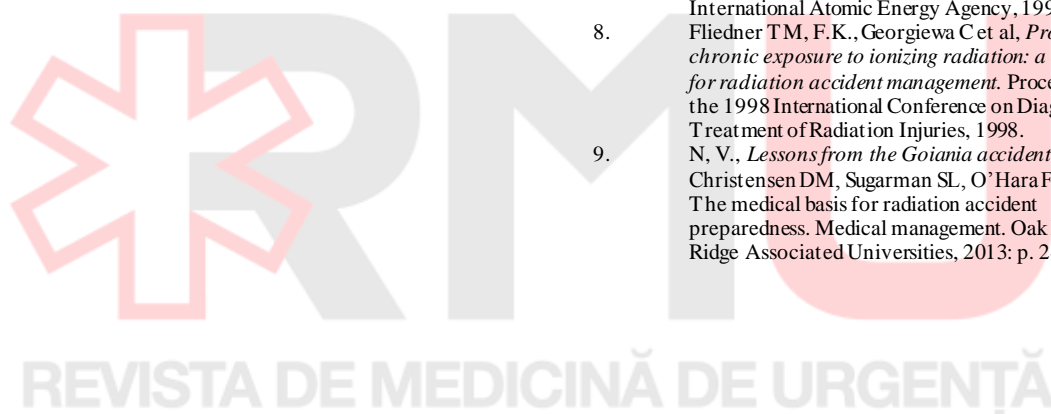 International Atomic Energy Agency, 199
8. Fliedner TM, F.K., Georgiewa C et al, Pro
chronic exposure to ionizing radiation: a
for radiation accident management. Proce
the 1998 International Conference on Diag
Treatment of Radiation Injuries, 1998.
9. N, V., Lessons from the Goiania accident
Christensen DM, Sugarman SL, O’Hara F
The medical basis for radiation accident
preparedness. Medical management. Oak
Ridge Associated Universities, 2013: p. 2
RMU
REVISTA DE MEDICINĂ DE URGENȚĂ